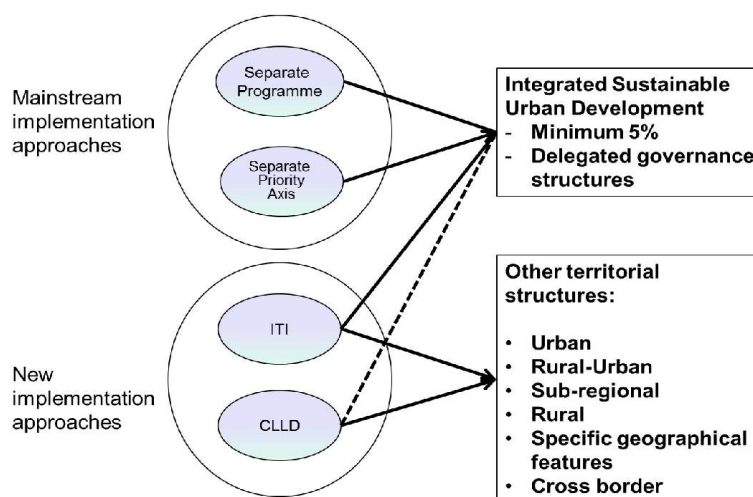 Mainstream
implementation
approaches
Separate
Programme
Separate
Priority
Axis
Integrated Sustainable
Urban Development
- Minimum 5%
- Delegated governance
structures
New
implementation
approaches
ITI
CLLD
Other territorial
structures:
• Urban
• Rural-Urban
• Sub-regional
• Rural
• Specific geographical
features
• Cross border